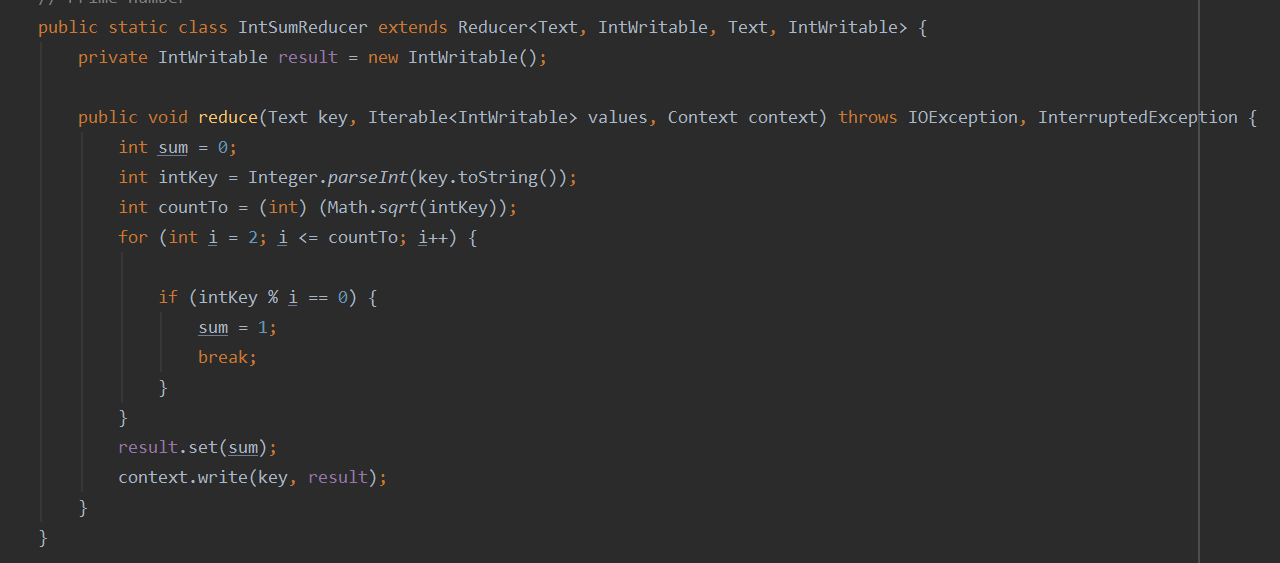 // Prime number
public static class IntSumReducer extends Reducer<Text, IntWritable, Text, IntWritable> {
private IntWritable result = new IntWritable();
public void reduce(Text key, Iterable<IntWritable> values, Context context) throws IOException, InterruptedException {
int sum = 0;
int intKey = Integer.parseInt(key.toString());
int countTo = (int) (Math.sqrt(intKey));
for (int i = 2; i <= countTo; i++) {
if (intKey % i == 0) {
sum = 1;
break;
}
}
result.set(sum);
context.write(key, result);
}
}